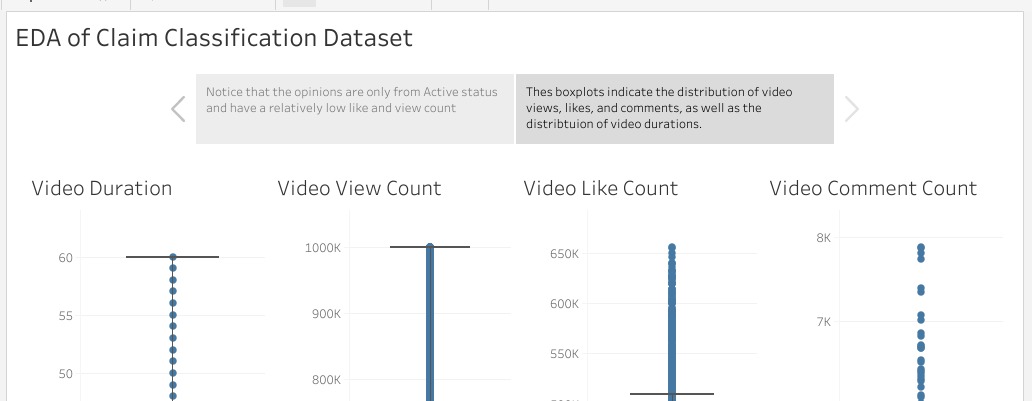 EDA of Claim Classification Dataset
Notice that the opinions are only from Active status
and have a relatively low like and view count
Thes boxplots indicate the distribution of video
views, likes, and comments, as well as the
distribtuion of video durations.
Video Duration
Video View Count
Video Like Count
Video Comment Count
60
55
50
1000K
900K
800K
650K
600K
550K
8K
7K